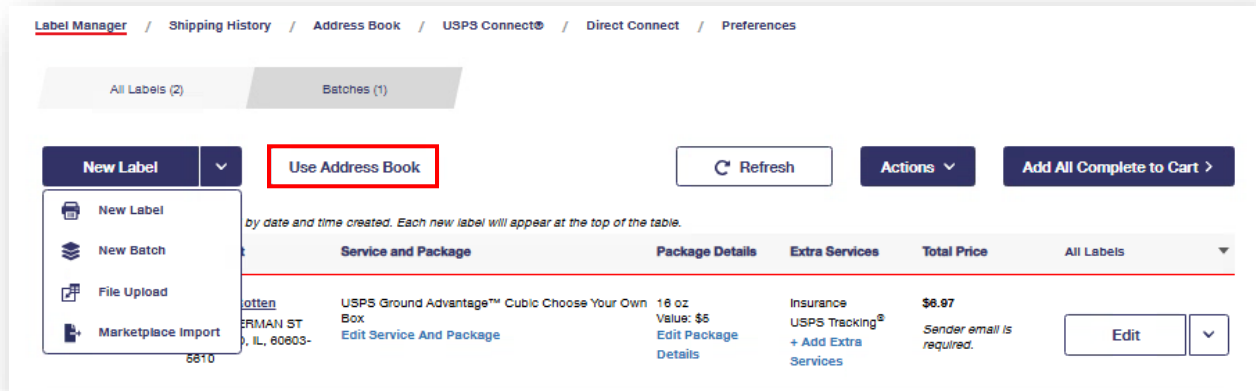 Label Manager / Shipping History / Address Book / USPS Connect® / Direct Connect / Preferences
All Labels (2) Batches (1)
New Label Use Address Book Refresh Actions Add All Complete to Cart >
New Label
New Batch
File Upload
Marketplace Import
by date and time created. Each new label will appear at the top of the table.
Service and Package Package Details Extra Services Total Price All Labels
USPS Ground Advantage™ Cubic Choose Your Own Box
Edit Service And Package
16 oz
Value: $5
Edit Package Details
Insurance
USPS Tracking®
+ Add Extra Services
$6.97
Sender email is required.
Edit
ST
IL, 60603-